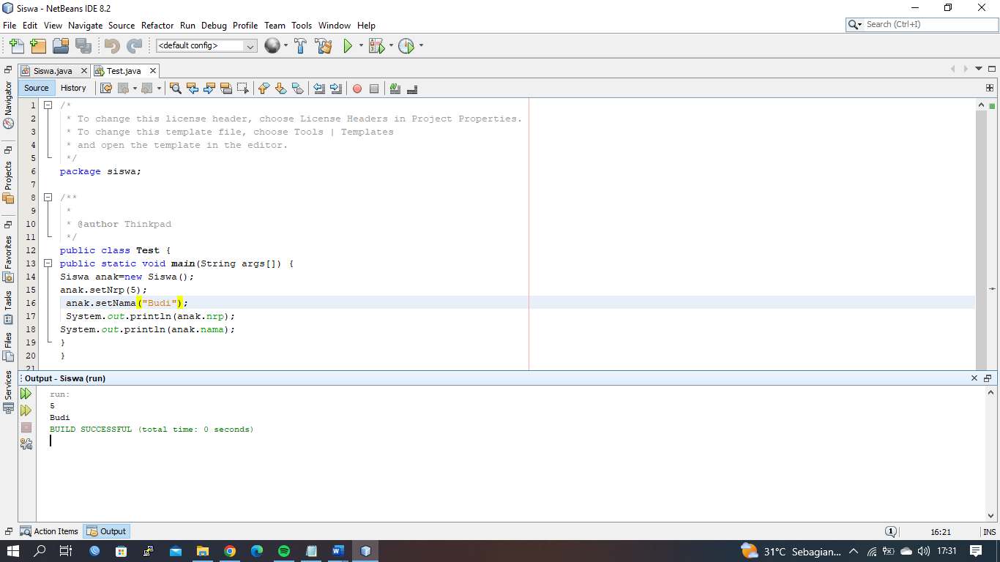 Siswa - NetBeans IDE 8.2
File Edit View Navigate Source Refactor Run Debug Profile Team Tools Window Help
Search (Ctrl+I)
<default config>
Siswa.java
Test.java
Source History
Navigator
Projects
Favorites
Tasks
Files
Services
1 /*
2 * To change this license header, choose License Headers in Project Properties.
3 * To change this template file, choose Tools | Templates
4 * and open the template in the editor.
5 */
6 package siswa;
7
8 /**
9 *
10 * @author Thinkpad
11 */
12 public class Test {
13 public static void main(String args[]) {
14 Siswa anak=new Siswa();
15 anak.setNrp(5);
16 anak.setNama("Budi");
17 System.out.println(anak.nrp);
18 System.out.println(anak.nama);
19 }
20 }
21
Output - Siswa (run)
run:
5
Budi
BUILD SUCCESSFUL (total time: 0 seconds)
Action Items Output
1
16:21
INS
31°C Sebagian...
17:31